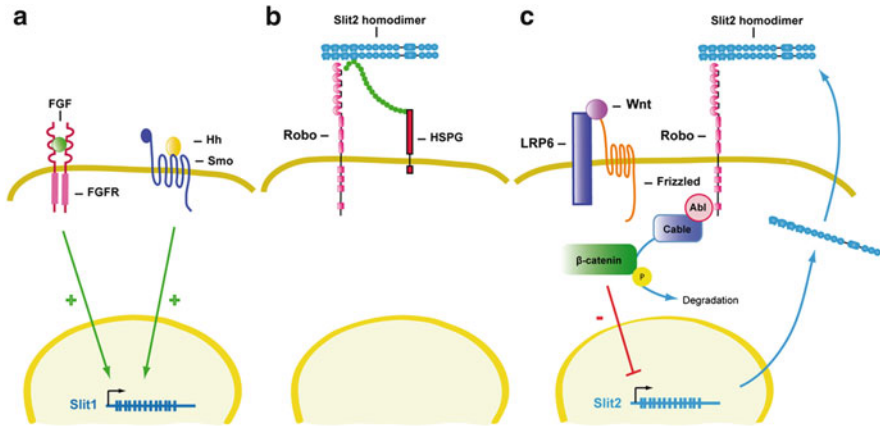 a
FGF
Hh
Smo
FGFR
+
+
Slit1
b
Slit2 homodimer
Robo
HSPG
c
Slit2 homodimer
Wnt
LRP6
Robo
Frizzled
Abl
Cable
β-catenin
P
Degradation
-
Slit2